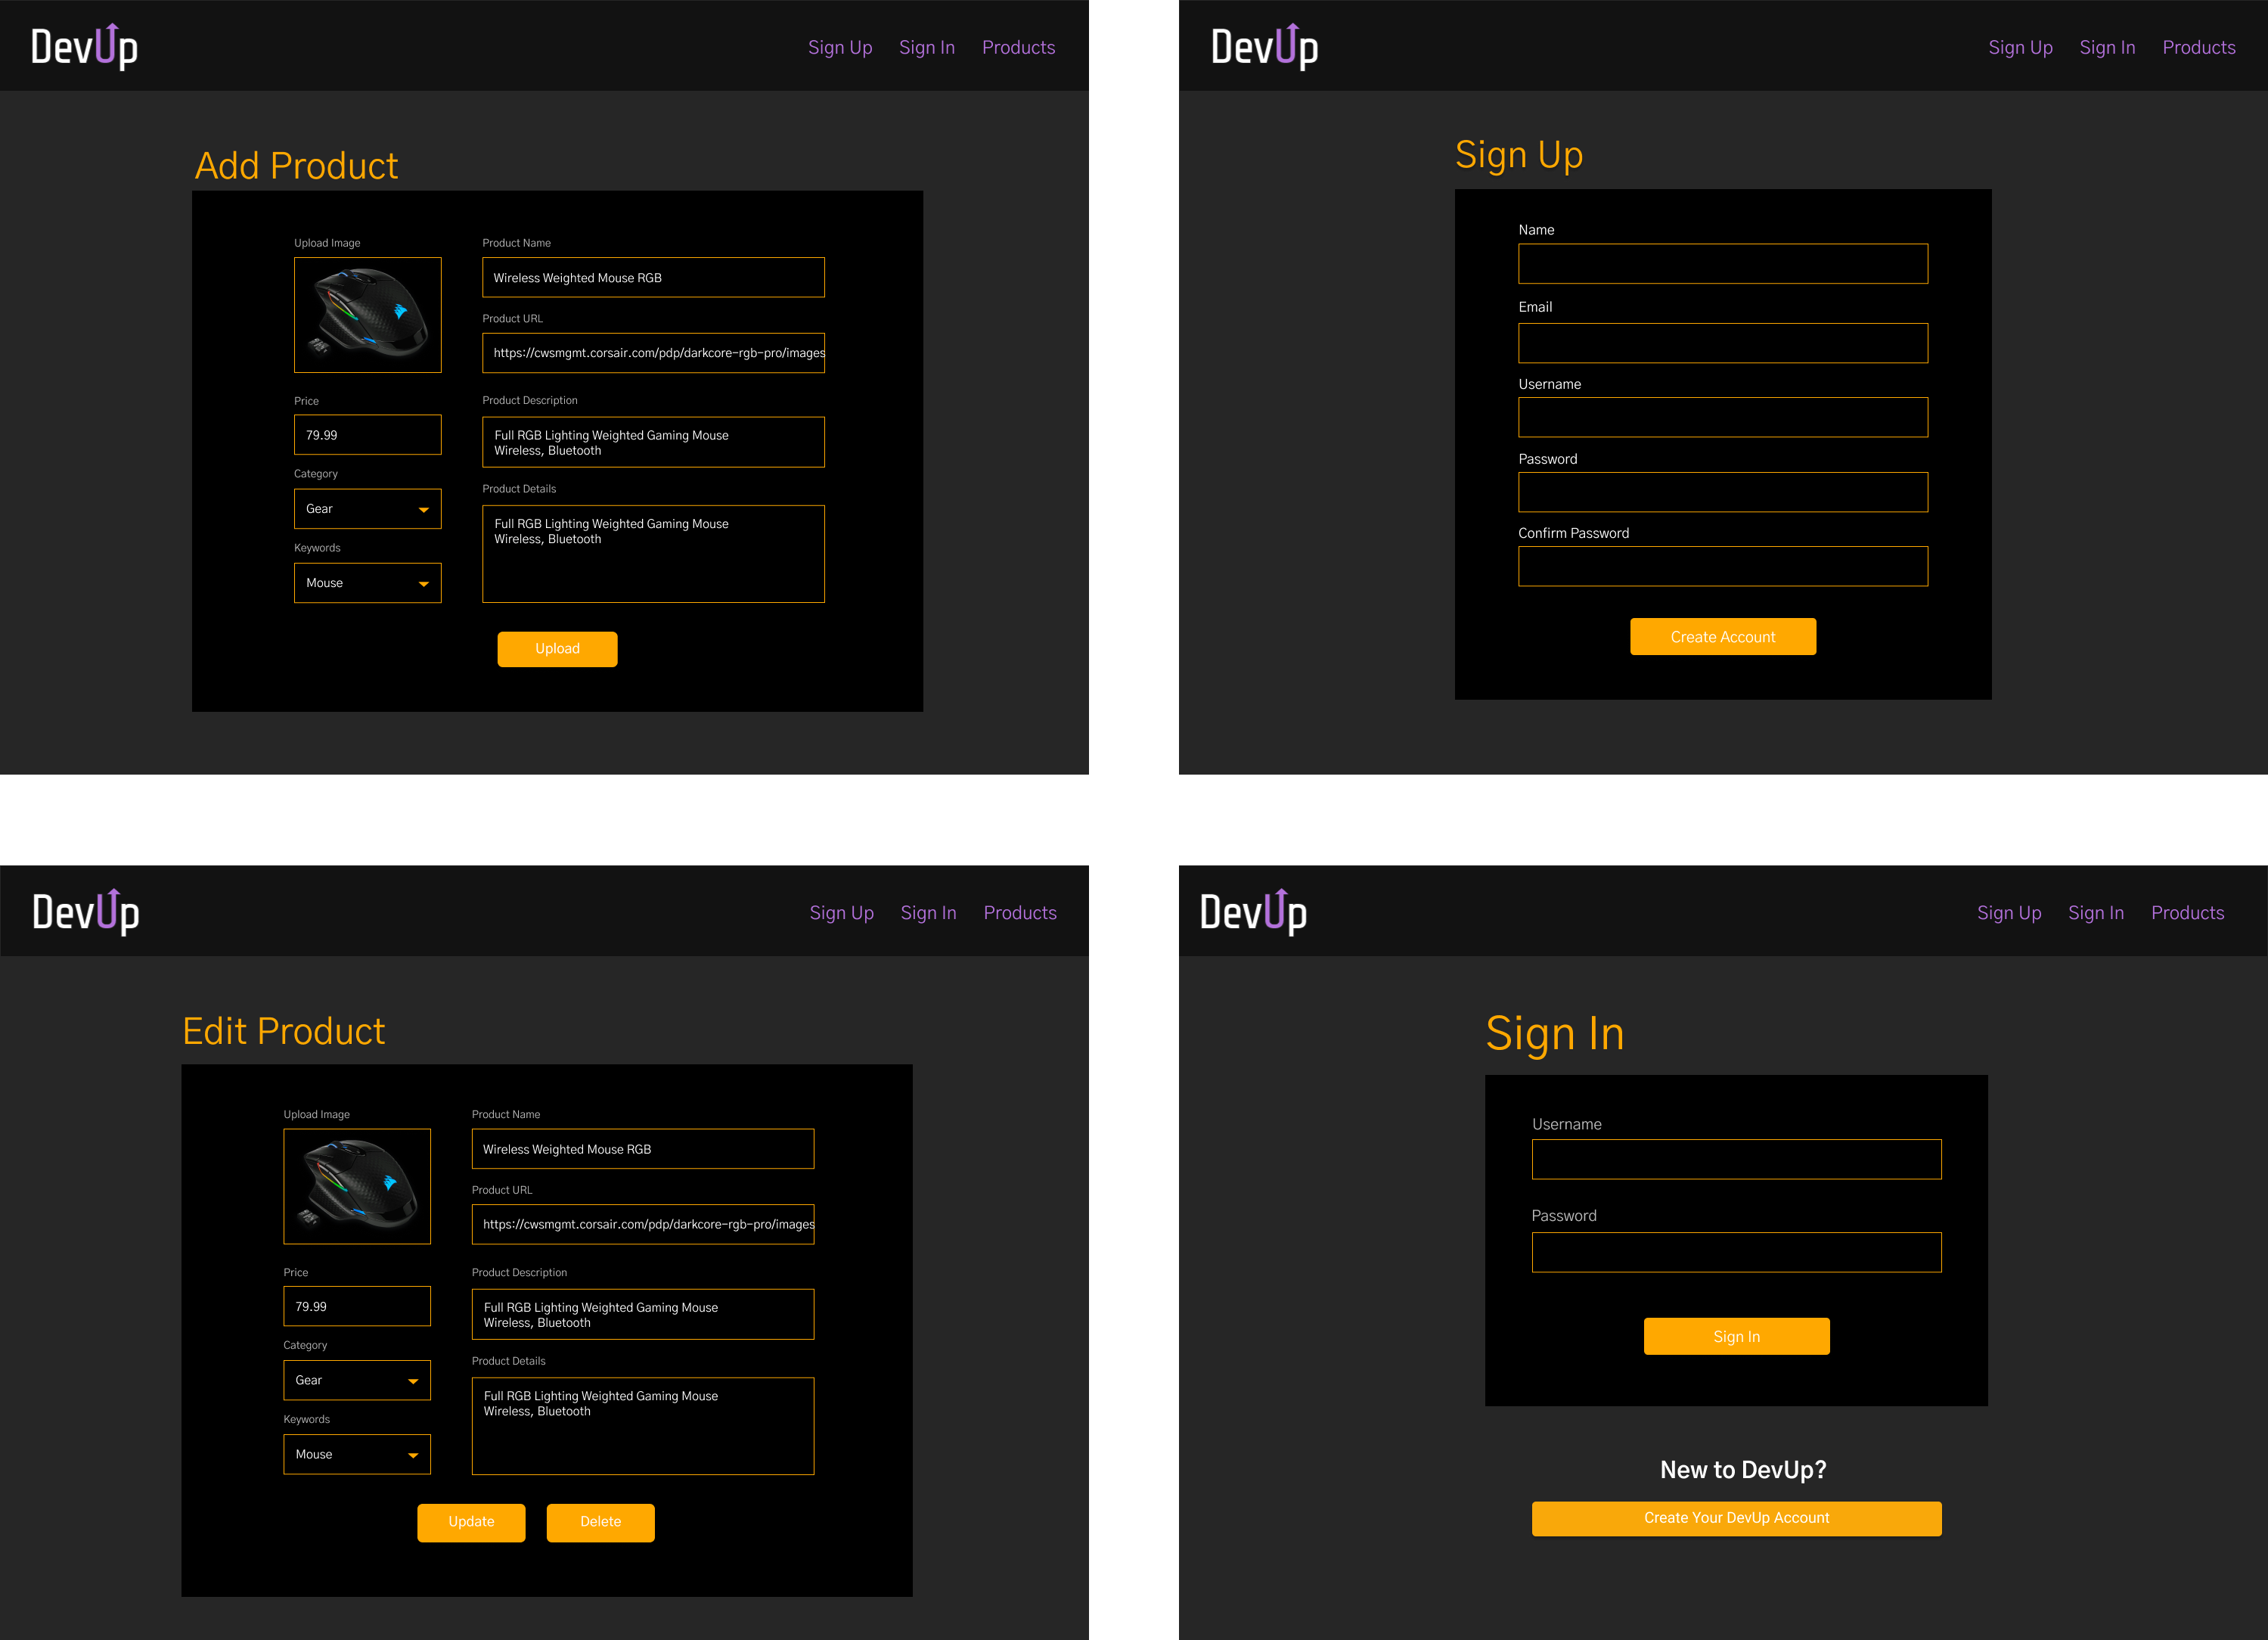 DevUp
Sign Up
Sign In
Products
Add Product
Upload Image
Product Name
Wireless Weighted Mouse RGB
Product URL
https://cwsmgmt.corsair.com/pdp/darkcore-rgb-pro/images
Price
79.99
Product Description
Full RGB Lighting Weighted Gaming Mouse
Wireless, Bluetooth
Category
Gear
Product Details
Full RGB Lighting Weighted Gaming Mouse
Wireless, Bluetooth
Keywords
Mouse
Upload
DevUp
Sign Up
Sign In
Products
Sign Up
Name
Email
Username
Password
Confirm Password
Create Account
DevUp
Sign Up
Sign In
Products
Edit Product
Upload Image
Product Name
Wireless Weighted Mouse RGB
Product URL
https://cwsmgmt.corsair.com/pdp/darkcore-rgb-pro/images
Price
79.99
Product Description
Full RGB Lighting Weighted Gaming Mouse
Wireless, Bluetooth
Category
Gear
Product Details
Full RGB Lighting Weighted Gaming Mouse
Wireless, Bluetooth
Keywords
Mouse
Update
Delete
DevUp
Sign Up
Sign In
Products
Sign In
Username
Password
Sign In
New to DevUp?
Create Your DevUp Account